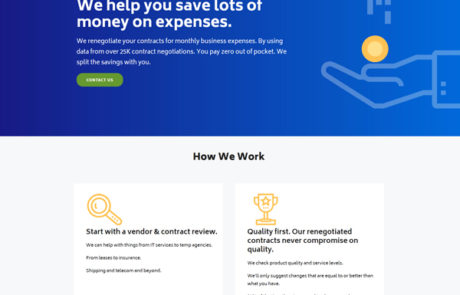 We help you save lots of
money on expenses.
We renegotiate your contracts for monthly business expenses. By using
data from over 25K contract negotiations. You pay zero out of pocket. We
split the savings with you.
CONTACT US
How We Work
Start with a vendor & contract review.
We can help with things from IT services to temp agencies.
From leases to insurance.
Shipping and telecom and beyond.
Quality first. Our renegotiated
contracts never compromise on
quality.
We check product quality and service levels.
We'll only suggest changes that are equal to or better than
what you have.